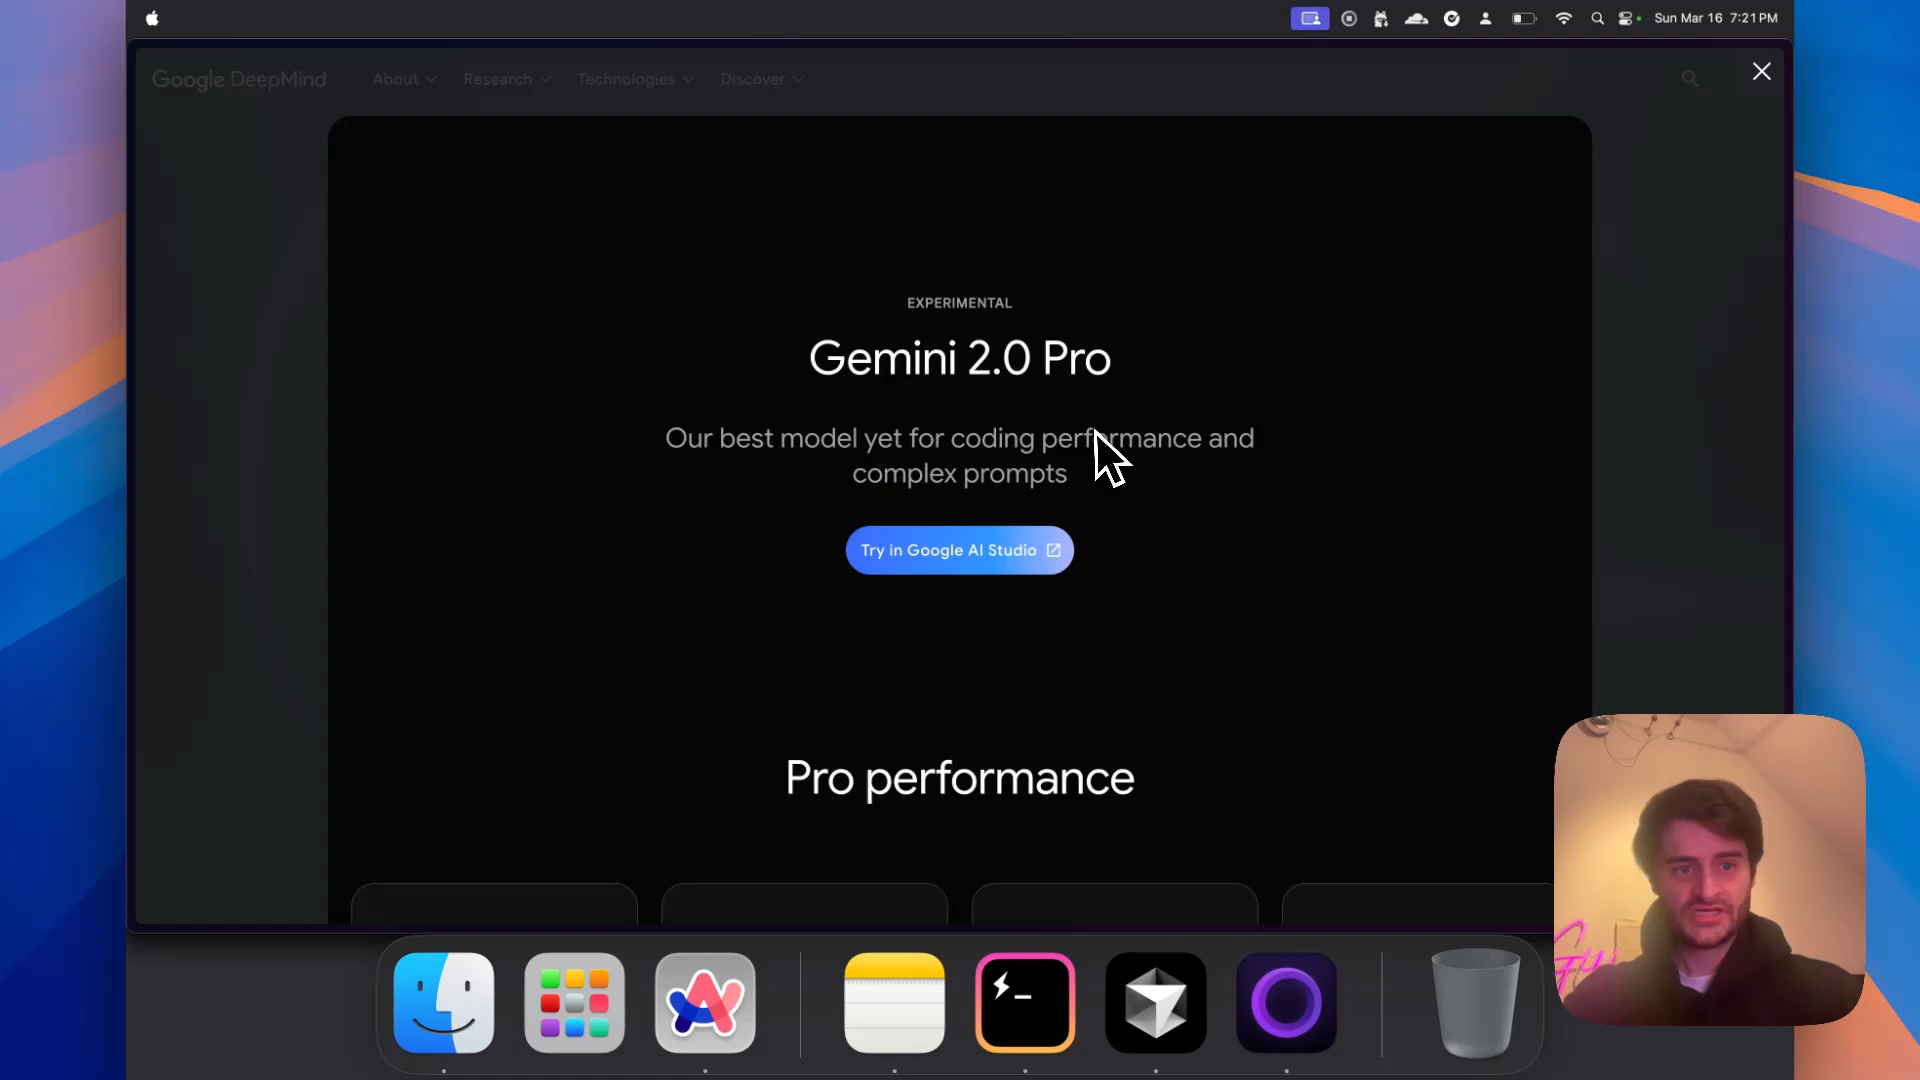 Sun Mar 16 7:21 PM
Google DeepMind
About
Research
Technologies
Discover
EXPERIMENTAL
Gemini 2.0 Pro
Our best model yet for coding performance and
complex prompts
Try in Google AI Studio
Pro performance